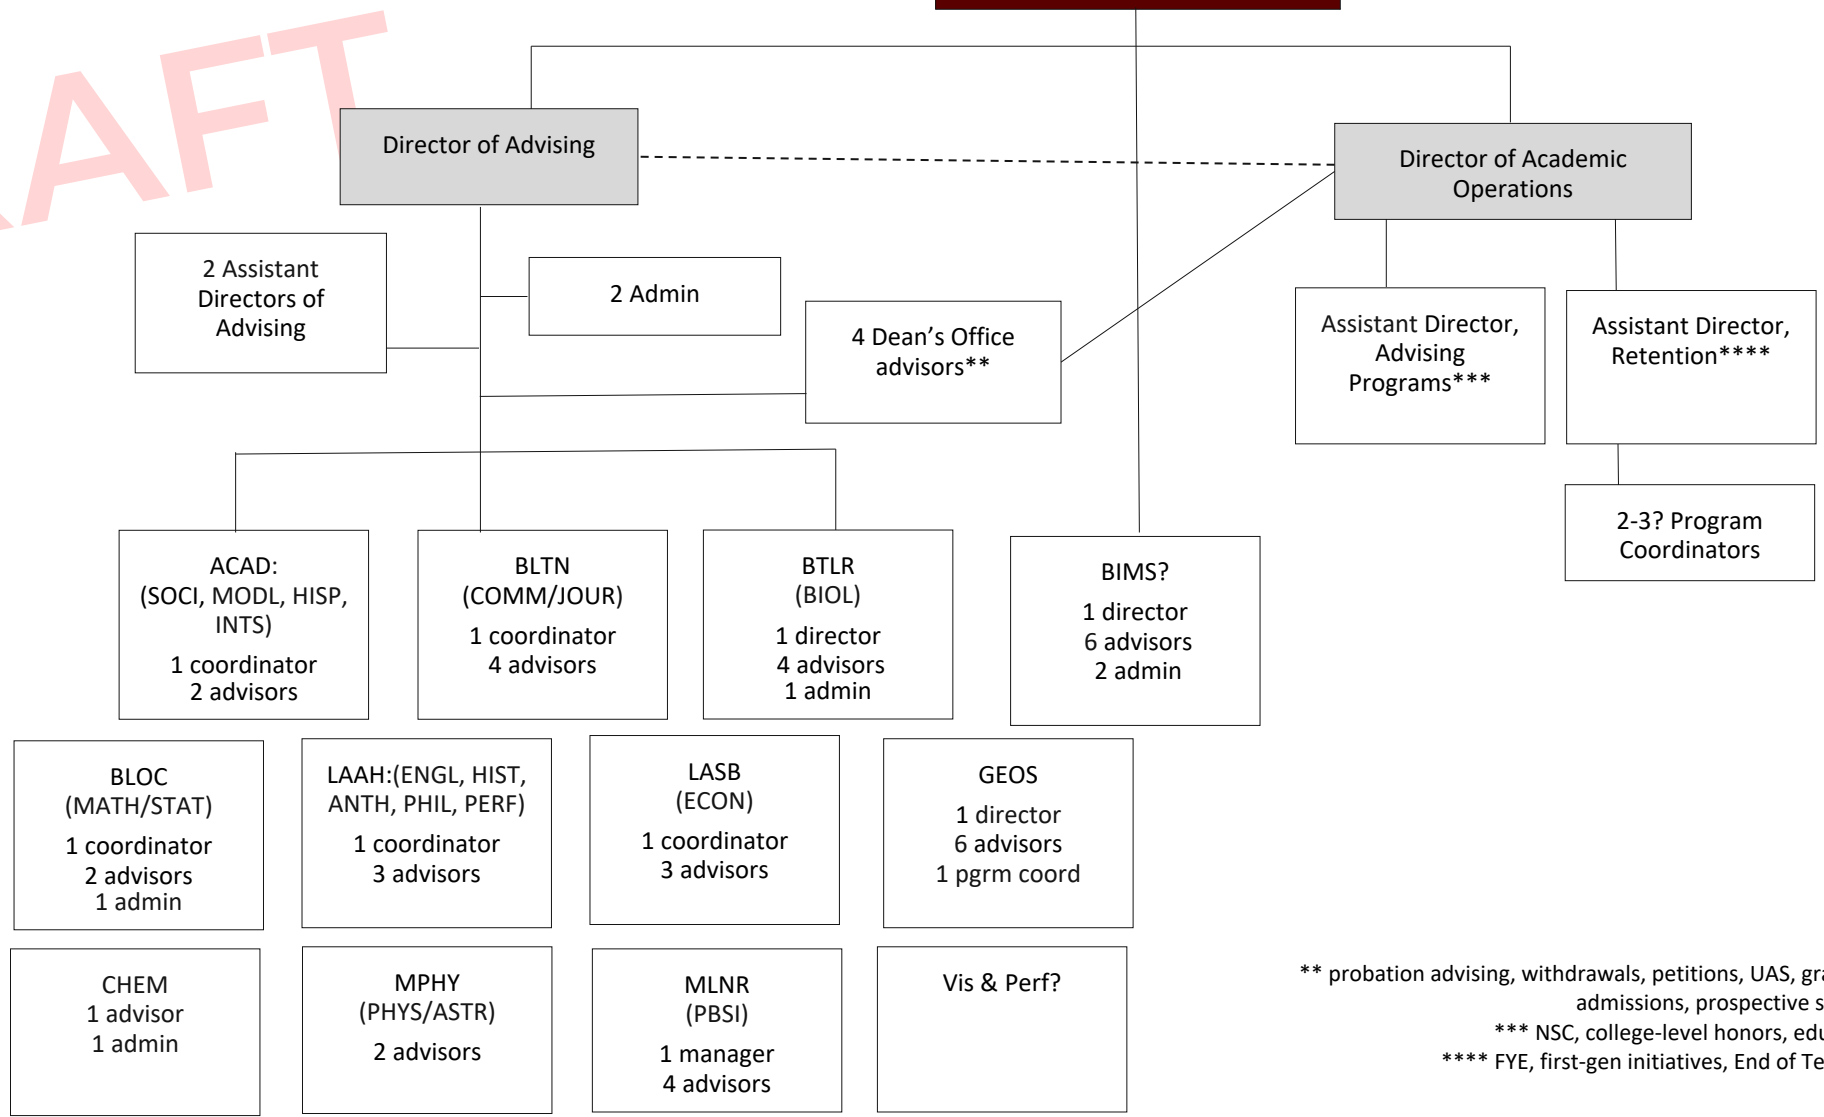 AFT
Director of Advising
Director of Academic
Operations
2 Assistant
Directors of
Advising
2 Admin
4 Dean’s Office
advisors**
Assistant Director,
Advising
Programs***
Assistant Director,
Retention****
2-3? Program
Coordinators
ACAD:
(SOCI, MODL, HISP,
INTS)
1 coordinator
2 advisors
BLTN
(COMM/JOUR)
1 coordinator
4 advisors
BTLR
(BIOL)
1 director
4 advisors
1 admin
BIMS?
1 director
6 advisors
2 admin
BLOC
(MATH/STAT)
1 coordinator
2 advisors
1 admin
LAAH:(ENGL, HIST,
ANTH, PHIL, PERF)
1 coordinator
3 advisors
LASB
(ECON)
1 coordinator
3 advisors
GEOS
1 director
6 advisors
1 pgrm coord
CHEM
1 advisor
1 admin
MPHY
(PHYS/ASTR)
2 advisors
MLNR
(PBSI)
1 manager
4 advisors
Vis & Perf?
** probation advising, withdrawals, petitions, UAS, gra
admissions, prospective s
*** NSC, college-level honors, edu
**** FYE, first-gen initiatives, End of Te